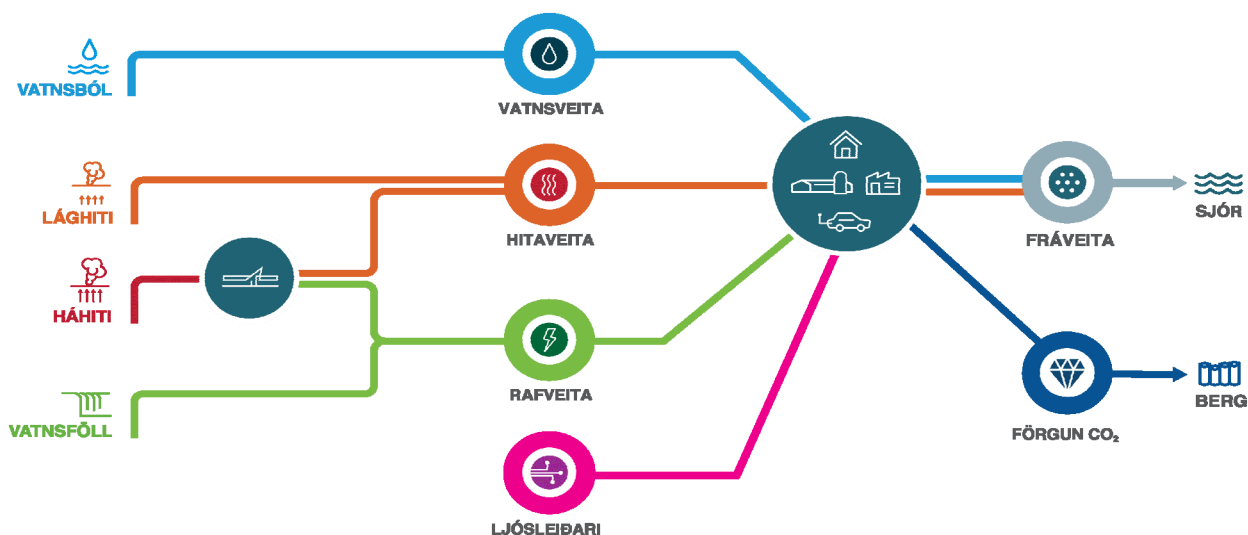 VATNSBÓL
VATNSVEITA
LÁGHITI
HITAVEITA
FRÁVEITA
SJÓR
HÁHITI
RAFVEITA
BERG
VATNSFÖLL
FÖRGUN CO₂
LJÓSLEIÐARI